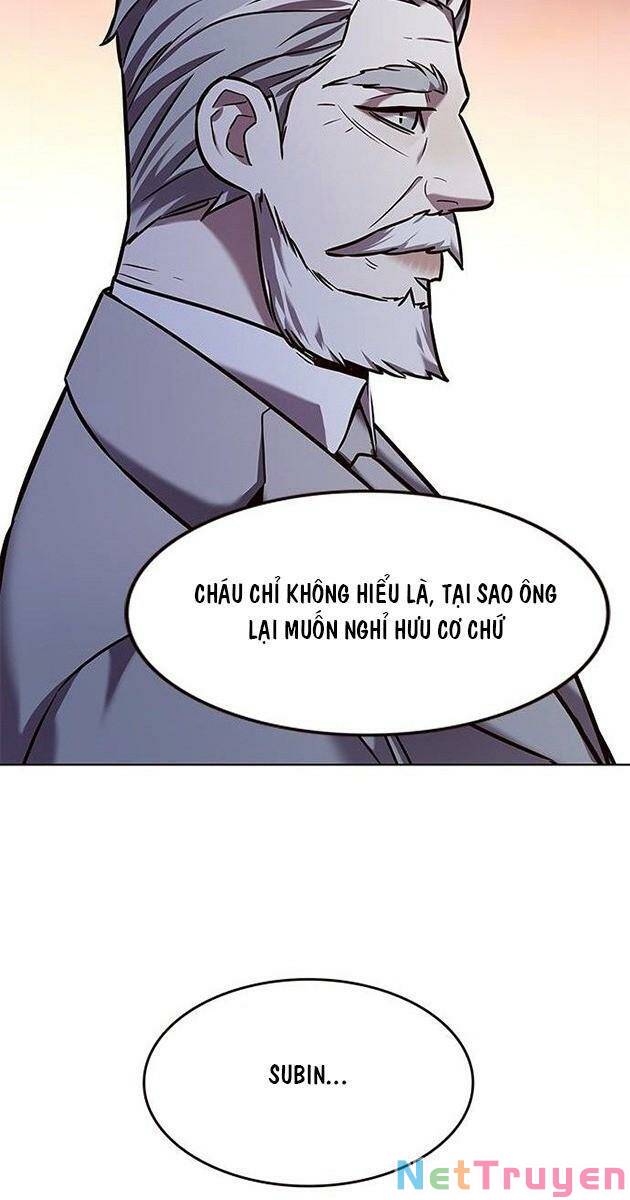 CHÁU CHỈ KHÔNG HIỂU LÀ, TẠI SAO ÔNG
LẠI MUỐN NGHỈ HƯU CƠ CHỨ
SUBIN...
NetTruyen